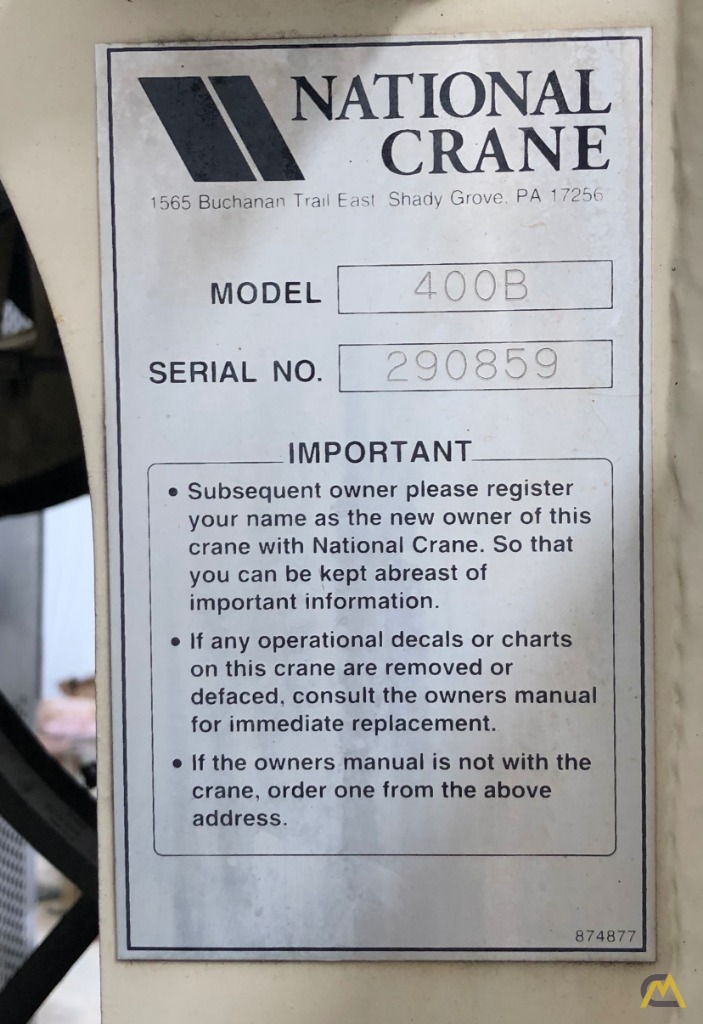 NATIONAL
CRANE
1565 Buchanan Trail East Shady Grove, PA 17256
MODEL 400B
SERIAL NO. 290859
IMPORTANT
• Subsequent owner please register
your name as the new owner of this
crane with National Crane. So that
you can be kept abreast of
important information.
• If any operational decals or charts
on this crane are removed or
defaced, consult the owners manual
for immediate replacement.
• If the owners manual is not with the
crane, order one from the above
address.
874877